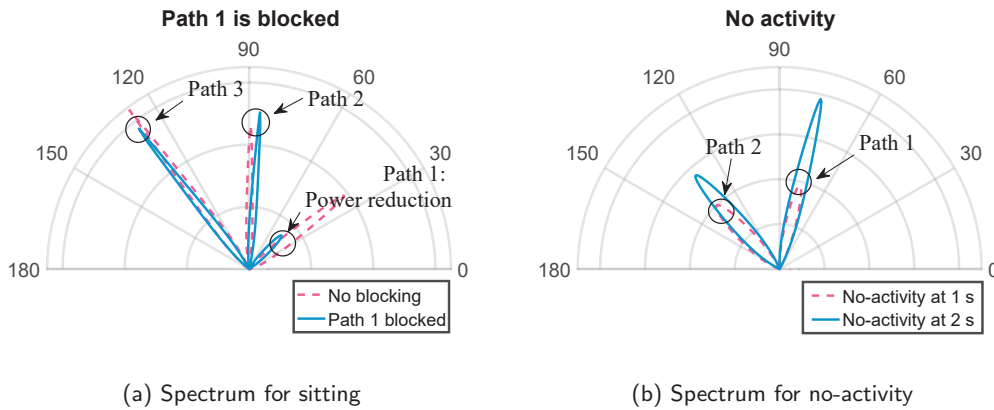 Path 1 is blocked
90
120
60
Path 3
Path 2
150
30
Path 1:
Power reduction
180
0
No blocking
Path 1 blocked
(a) Spectrum for sitting
No activity
90
120
60
Path 2
Path 1
150
30
180
0
No-activity at 1 s
No-activity at 2 s
(b) Spectrum for no-activity